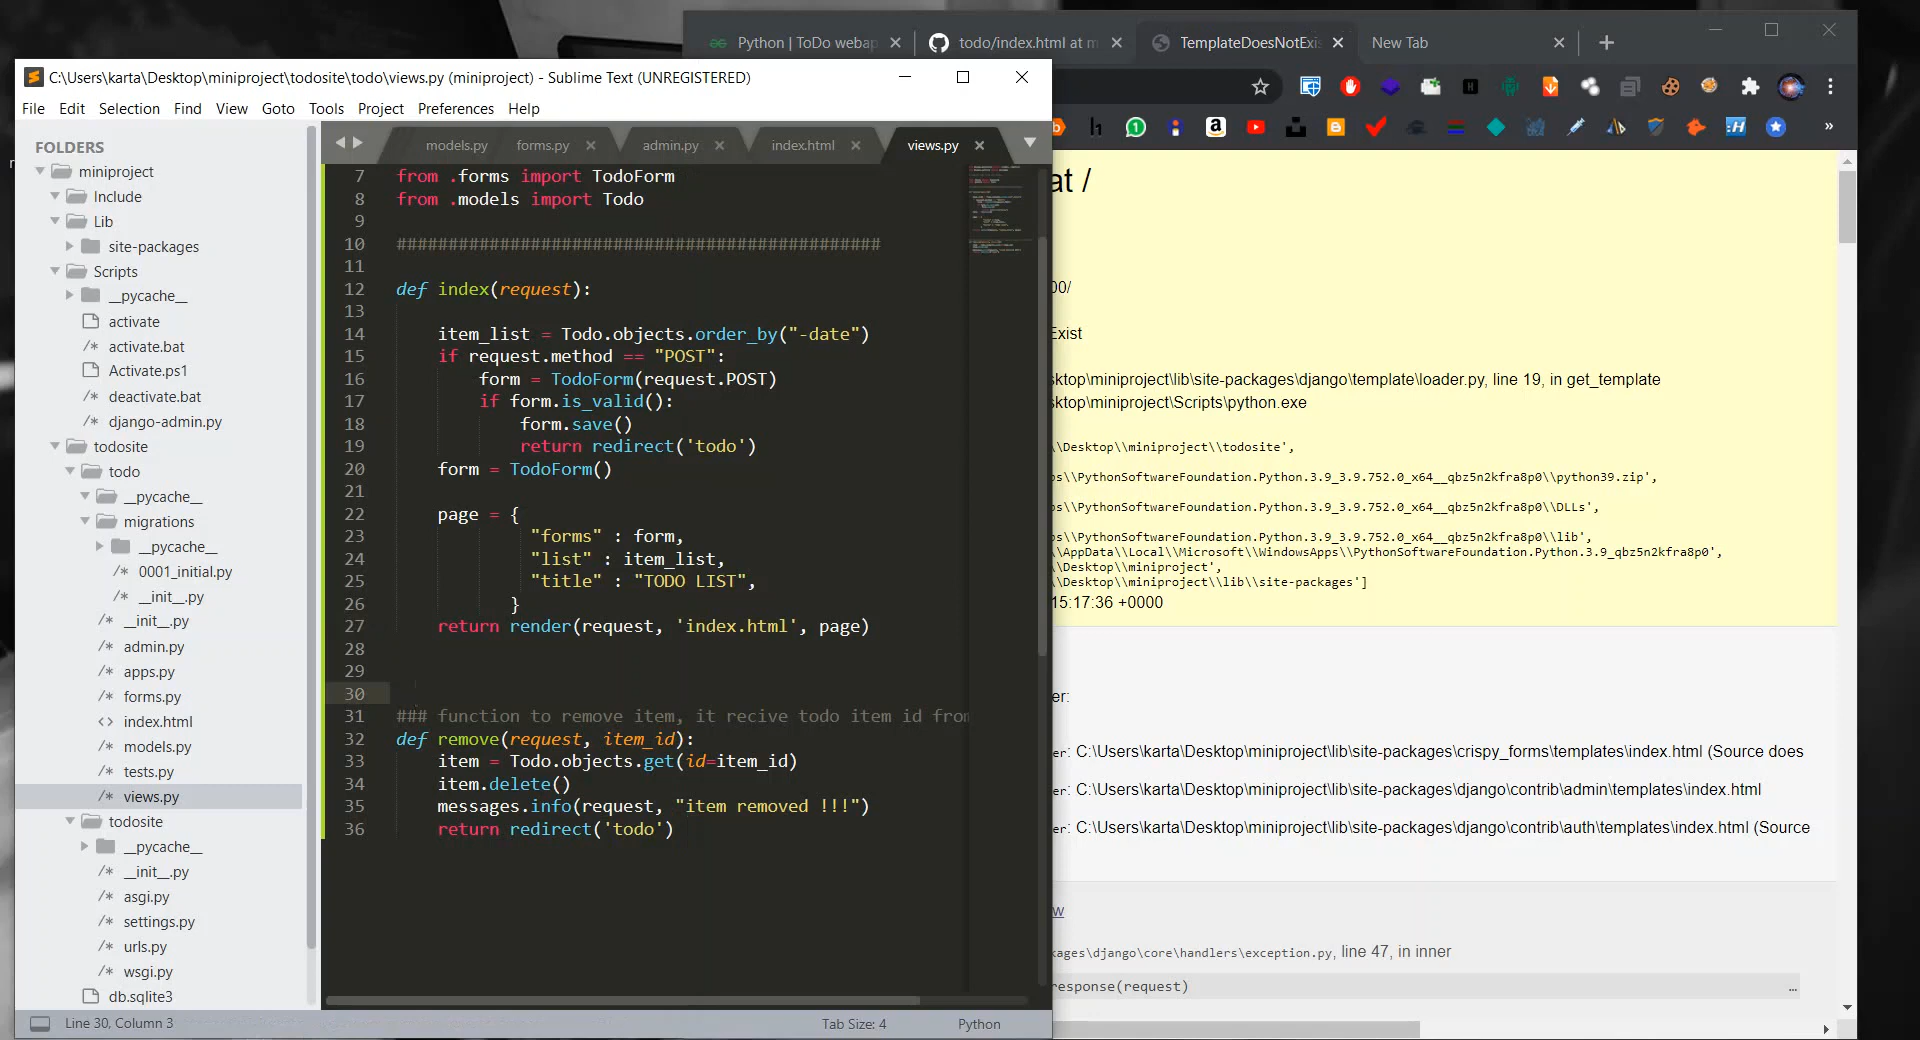 Python | ToDo webap
todo/index.html at m
TemplateDoesNotExis
New Tab
C:\Users\karta\Desktop\miniproject\todosite\todo\views.py (miniproject) - Sublime Text (UNREGISTERED)
File Edit Selection Find View Goto Tools Project Preferences Help
FOLDERS
miniproject
Include
Lib
site-packages
Scripts
__pycache__
activate
activate.bat
Activate.ps1
deactivate.bat
django-admin.py
todosite
todo
__pycache__
migrations
__pycache__
0001_initial.py
__init__.py
__init__.py
admin.py
apps.py
forms.py
index.html
models.py
tests.py
views.py
todosite
__pycache__
__init__.py
asgi.py
settings.py
urls.py
wsgi.py
db.sqlite3
models.py forms.py admin.py index.html views.py
7 from .forms import TodoForm
8 from .models import Todo
9
10 ###############################################
11
12 def index(request):
13
14 item_list = Todo.objects.order_by("-date")
15 if request.method == "POST":
16 form = TodoForm(request.POST)
17 if form.is_valid():
18 form.save()
19 return redirect('todo')
20 form = TodoForm()
21
22 page = {
23 "forms" : form,
24 "list" : item_list,
25 "title" : "TODO LIST",
26 }
27 return render(request, 'index.html', page)
28
29
30
31 ### function to remove item, it recive todo item id from
32 def remove(request, item_id):
33 item = Todo.objects.get(id=item_id)
34 item.delete()
35 messages.info(request, "item removed !!!")
36 return redirect('todo')
Line 30, Column 3
Tab Size: 4
Python
at /
00/
Exist
sktop\miniproject\lib\site-packages\django\template\loader.py, line 19, in get_template
sktop\miniproject\Scripts\python.exe
\\Desktop\\miniproject\\todosite',
ps\\PythonSoftwareFoundation.Python.3.9_3.9.752.0_x64__qbz5n2kfra8p0\\python39.zip',
ps\\PythonSoftwareFoundation.Python.3.9_3.9.752.0_x64__qbz5n2kfra8p0\\DLLs',
ps\\PythonSoftwareFoundation.Python.3.9_3.9.752.0_x64__qbz5n2kfra8p0\\lib',
\\AppData\\Local\\Microsoft\\WindowsApps\\PythonSoftwareFoundation.Python.3.9_qbz5n2kfra8p0',
\\Desktop\\miniproject',
\\Desktop\\miniproject\\lib\\site-packages']
15:17:36 +0000
er:
er: C:\Users\karta\Desktop\miniproject\lib\site-packages\crispy_forms\templates\index.html (Source does
er: C:\Users\karta\Desktop\miniproject\lib\site-packages\django\contrib\admin\templates\index.html
er: C:\Users\karta\Desktop\miniproject\lib\site-packages\django\contrib\auth\templates\index.html (Source
w
kages\django\core\handlers\exception.py, line 47, in inner
esponse(request)
…